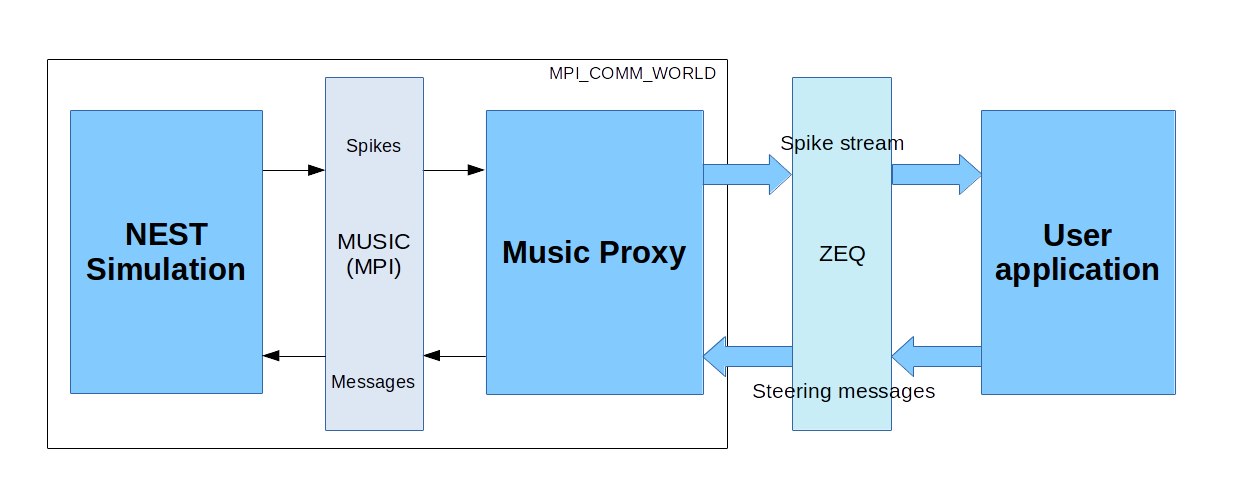 MPI_COMM_WORLD
NEST
Simulation
Spikes
MUSIC
(MPI)
Messages
Music Proxy
Spike stream
ZEQ
Steering messages
User
application